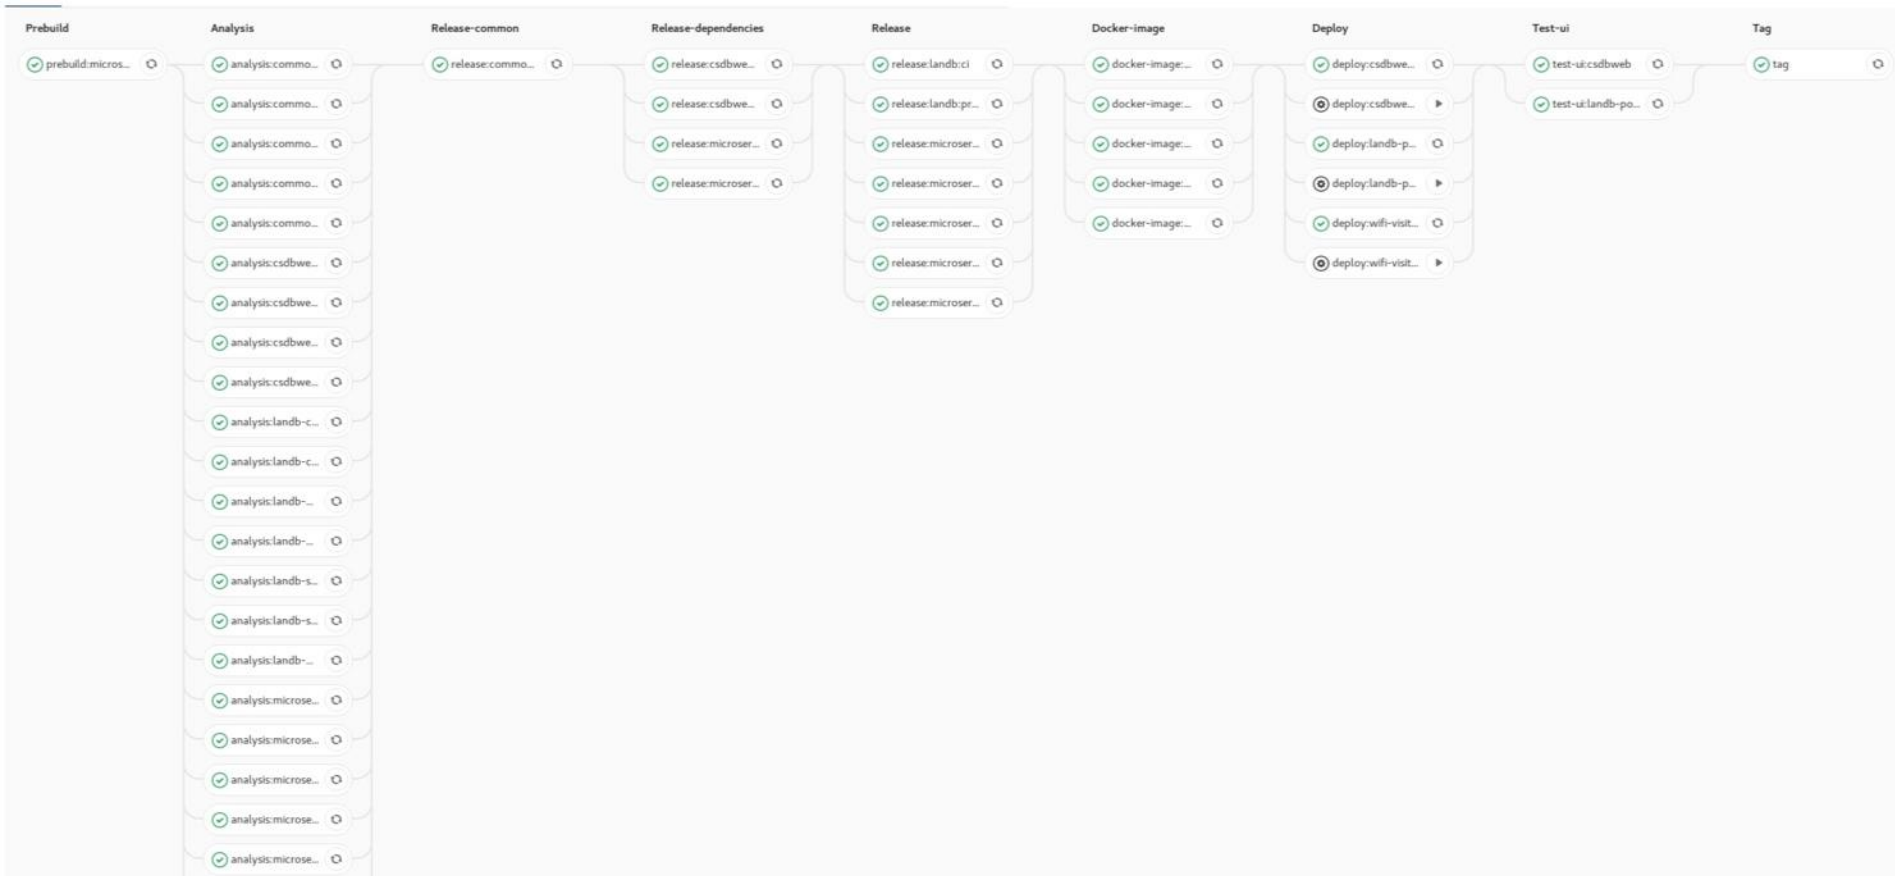 Prebuild Analysis Release-common Release-dependencies Release Docker-image Deploy Test-ui Tag
prebuild:micros... analysis:commo... release:commo... release:csdbwe... release:landb:ci docker-image:... deploy:csdbwe... test-ui:csdbweb tag
analysis:commo... release:csdbwe... release:landb:pr... docker-image:... deploy:csdbwe... test-ui:landb-po...
analysis:commo... release:microser... release:microser... docker-image:... deploy:landb-p...
analysis:commo... release:microser... release:microser... docker-image:... deploy:landb-p...
analysis:commo... release:microser... docker-image:... deploy:wifi-visit...
analysis:csdbwe... release:microser... deploy:wifi-visit...
analysis:csdbwe... release:microser...
analysis:csdbwe...
analysis:csdbwe...
analysis:landb-c...
analysis:landb-c...
analysis:landb-...
analysis:landb-...
analysis:landb-s...
analysis:landb-s...
analysis:landb-...
analysis:microse...
analysis:microse...
analysis:microse...
analysis:microse...
analysis:microse...